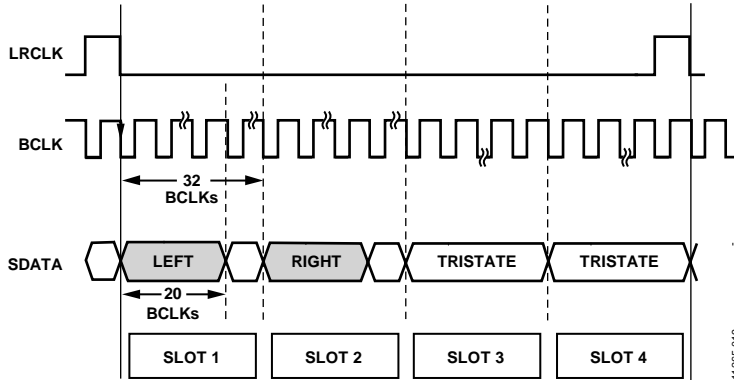 LRCLK
BCLK
32
BCLKs
SDATA
LEFT
RIGHT
TRISTATE
TRISTATE
20
BCLKs
SLOT 1
SLOT 2
SLOT 3
SLOT 4